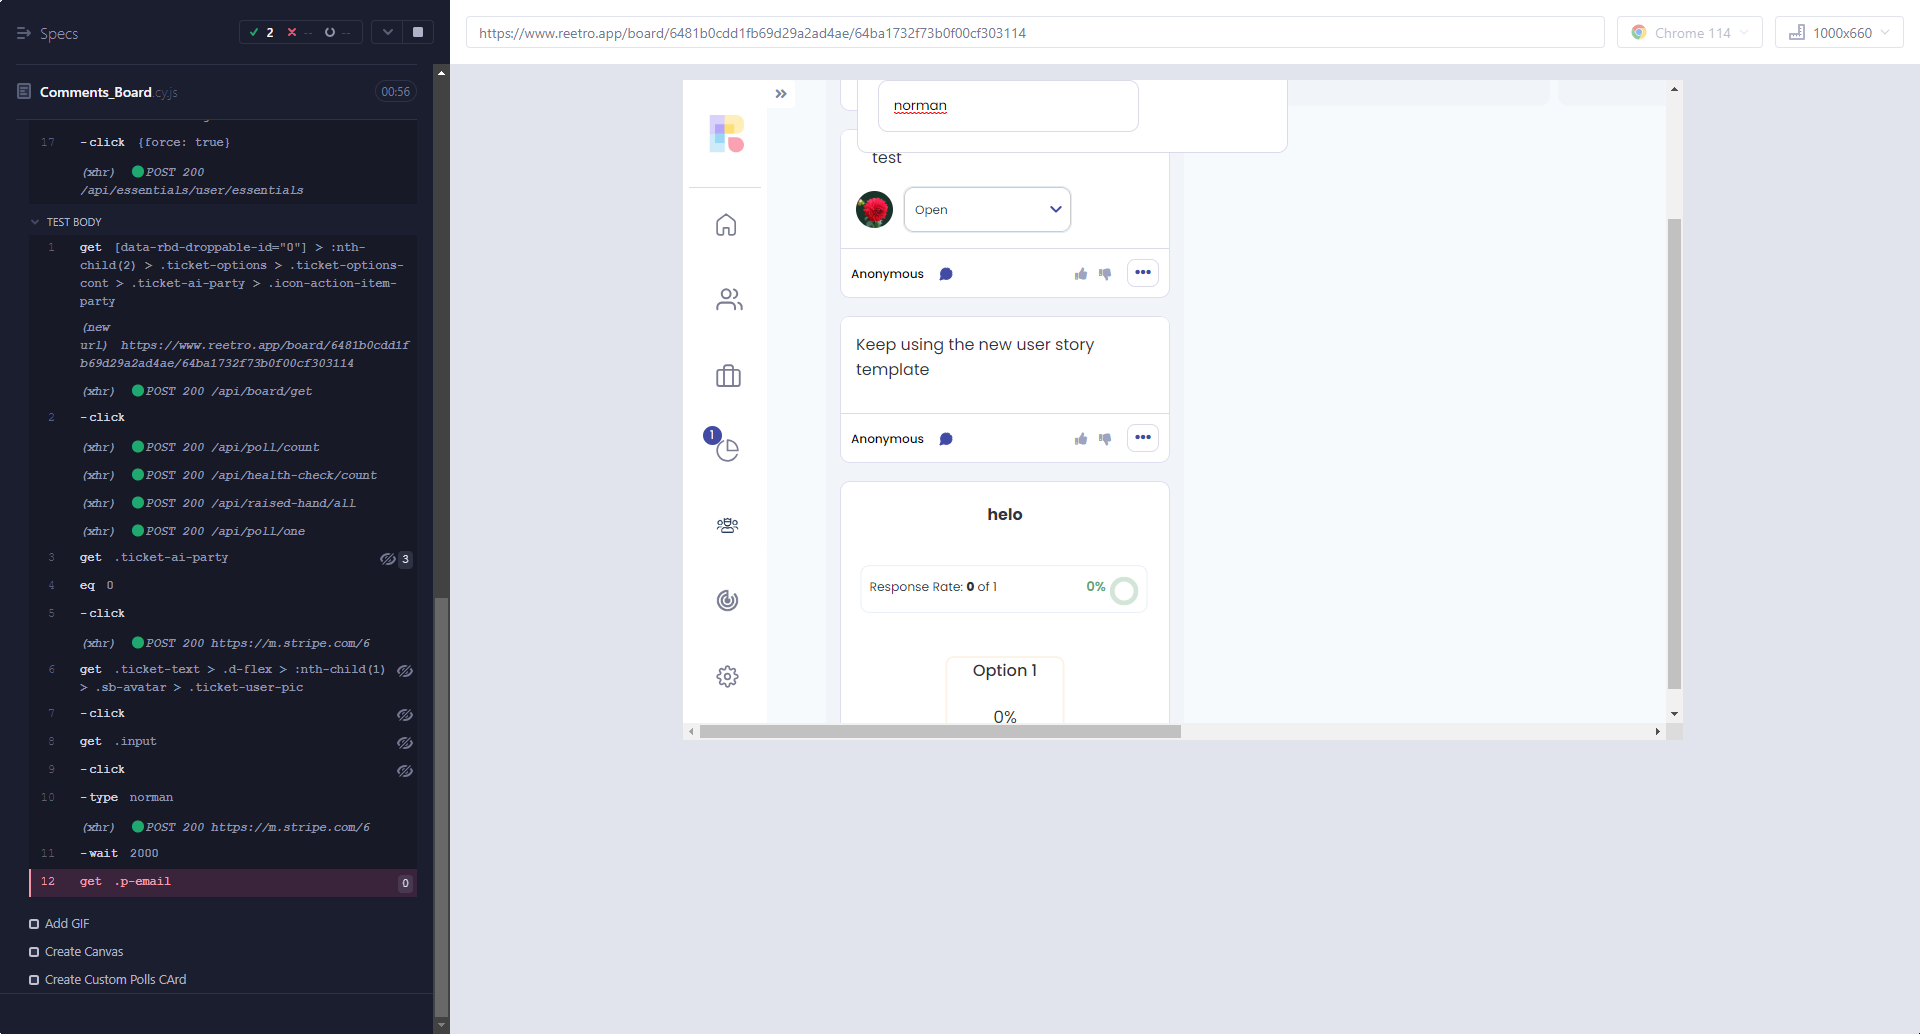 Specs
2
--
--
https://www.reetro.app/board/6481b0cdd1fb69d29a2ad4ae/64ba1732f73b0f00cf303114
Chrome 114
1000x660
Comments_Board.cy.js
00:56
17 -click {force: true}
(xhr) POST 200
/api/essentials/user/essentials
TEST BODY
1 get [data-rbd-droppable-id="0"] > :nth-
child(2) > .ticket-options > .ticket-options-
cont > .ticket-ai-party > .icon-action-item-
party
(new
url) https://www.reetro.app/board/6481b0cdd1f
b69d29a2ad4ae/64ba1732f73b0f00cf303114
(xhr) POST 200 /api/board/get
2 -click
(xhr) POST 200 /api/poll/count
(xhr) POST 200 /api/health-check/count
(xhr) POST 200 /api/raised-hand/all
(xhr) POST 200 /api/poll/one
3 get .ticket-ai-party 3
4 eq 0
5 -click
(xhr) POST 200 https://m.stripe.com/6
6 get .ticket-text > .d-flex > :nth-child(1)
> .sb-avatar > .ticket-user-pic
7 -click
8 get .input
9 -click
10 -type norman
(xhr) POST 200 https://m.stripe.com/6
11 -wait 2000
12 get .p-email 0
Add GIF
Create Canvas
Create Custom Polls CArd
1
norman
test
Open
Anonymous
Keep using the new user story
template
Anonymous
helo
Response Rate: 0 of 1 0%
Option 1
0%